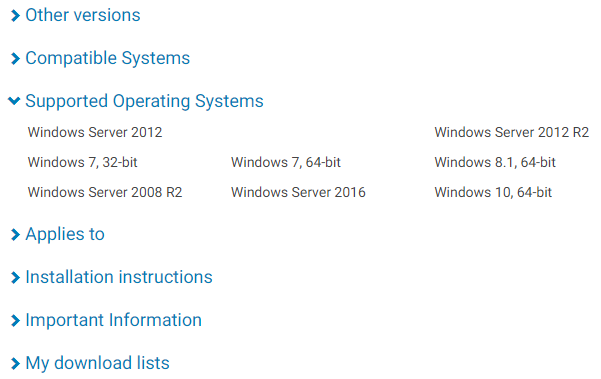 Other versions
Compatible Systems
Supported Operating Systems
Windows Server 2012 Windows Server 2012 R2
Windows 7, 32-bit Windows 7, 64-bit Windows 8.1, 64-bit
Windows Server 2008 R2 Windows Server 2016 Windows 10, 64-bit
Applies to
Installation instructions
Important Information
My download lists